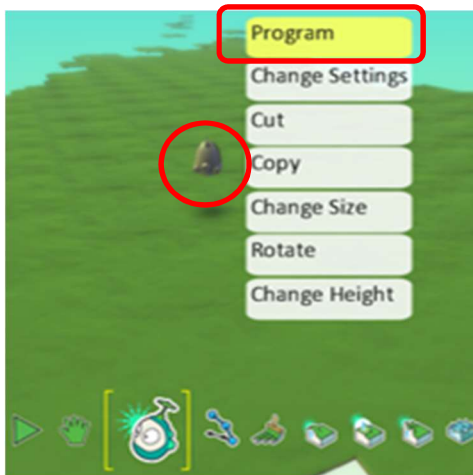 Program
Change Settings
Cut
Copy
Change Size
Rotate
Change Height